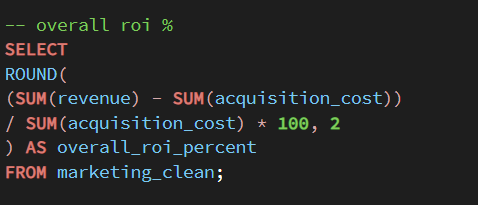 -- overall roi %
SELECT
ROUND(
(SUM(revenue) - SUM(acquisition_cost))
/ SUM(acquisition_cost) * 100, 2
) AS overall_roi_percent
FROM marketing_clean;